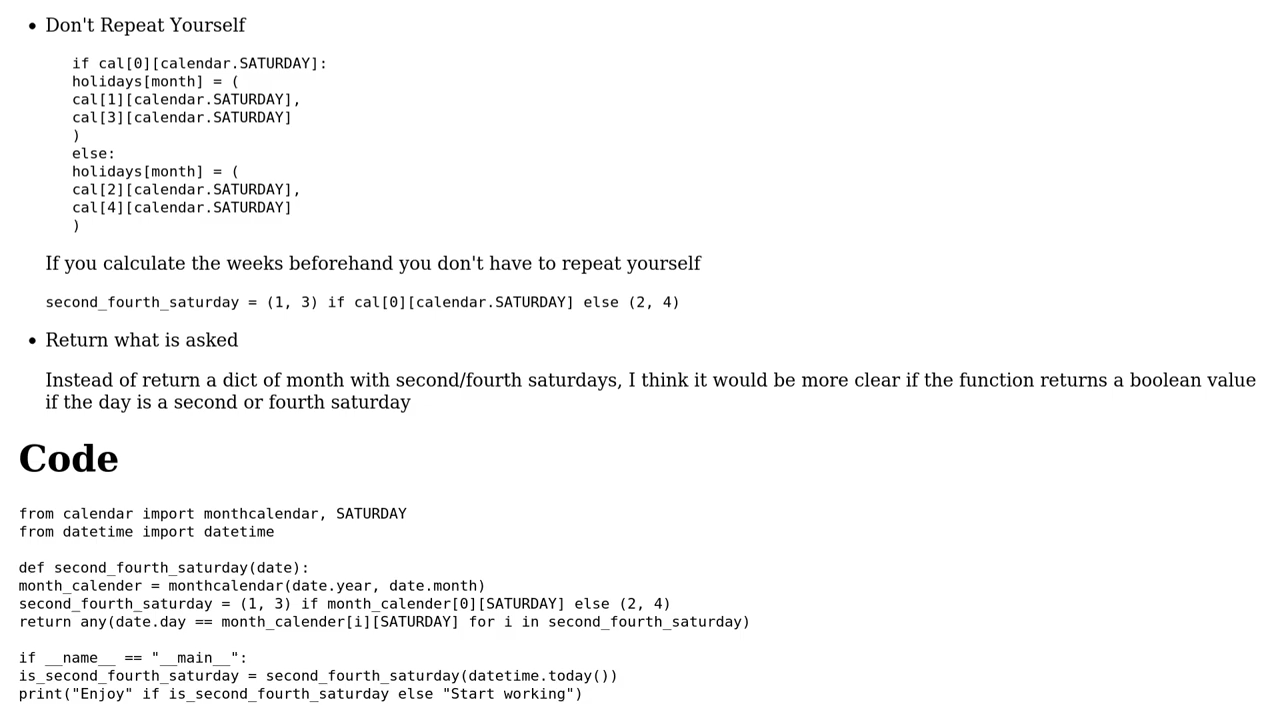 • Don't Repeat Yourself
if cal[0][calendar.SATURDAY]:
holidays[month] = (
cal[1][calendar.SATURDAY],
cal[3][calendar.SATURDAY]
)
else:
holidays[month] = (
cal[2][calendar.SATURDAY],
cal[4][calendar.SATURDAY]
)
If you calculate the weeks beforehand you don't have to repeat yourself
second_fourth_saturday = (1, 3) if cal[0][calendar.SATURDAY] else (2, 4)
• Return what is asked
Instead of return a dict of month with second/fourth saturdays, I think it would be more clear if the function returns a boolean value
if the day is a second or fourth saturday
Code
from calendar import monthcalendar, SATURDAY
from datetime import datetime
def second_fourth_saturday(date):
month_calender = monthcalendar(date.year, date.month)
second_fourth_saturday = (1, 3) if month_calender[0][SATURDAY] else (2, 4)
return any(date.day == month_calender[i][SATURDAY] for i in second_fourth_saturday)
if __name__ == "__main__":
is_second_fourth_saturday = second_fourth_saturday(datetime.today())
print("Enjoy" if is_second_fourth_saturday else "Start working")